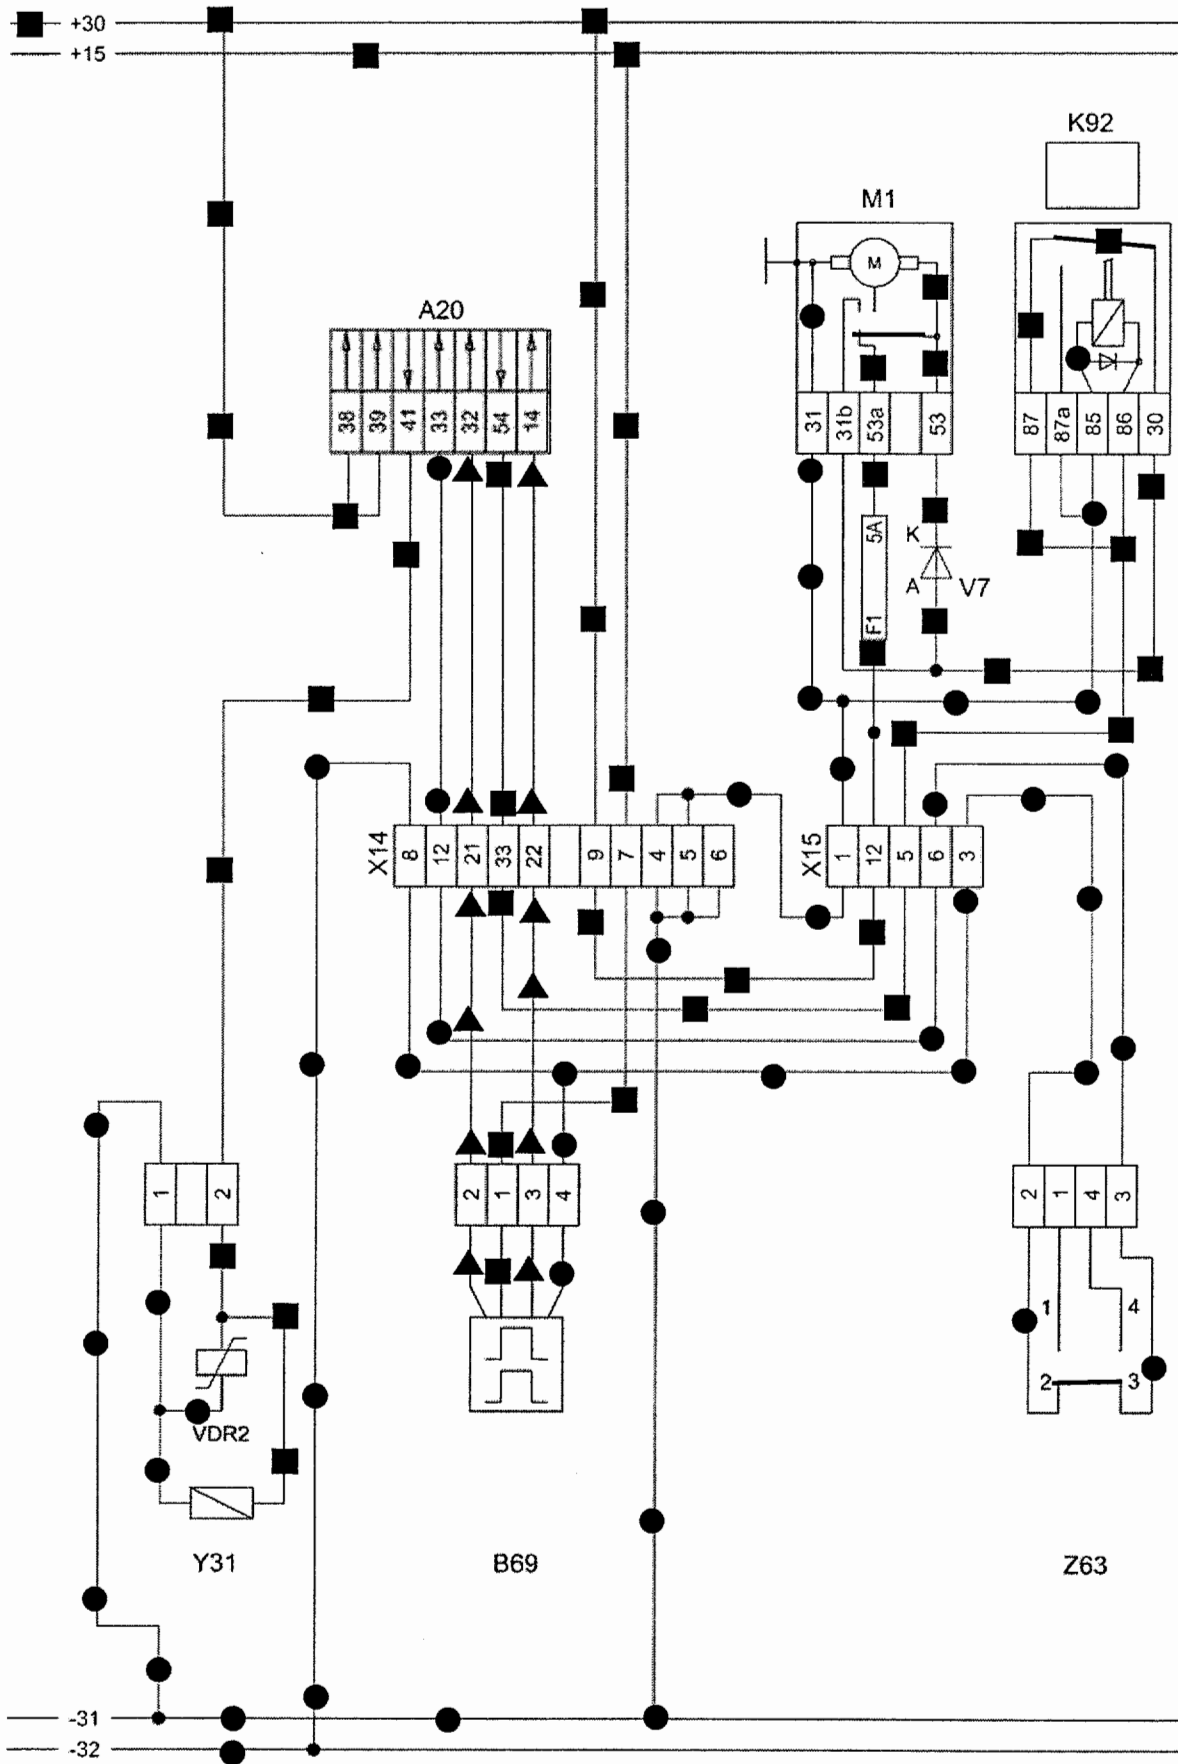 +30
+15
K92
M1
M
A20
38 39 41 33 32 54 14
31 31b 53a 53
87 87a 85 86 30
5A
K
A V7
F1
X14 8 12 21 33 22 9 7 4 5 6
X15 1 12 5 6 3
1 2
2 1 3 4
2 1 4 3
1 4
2 3
VDR2
Y31 B69 Z63
-31
-32